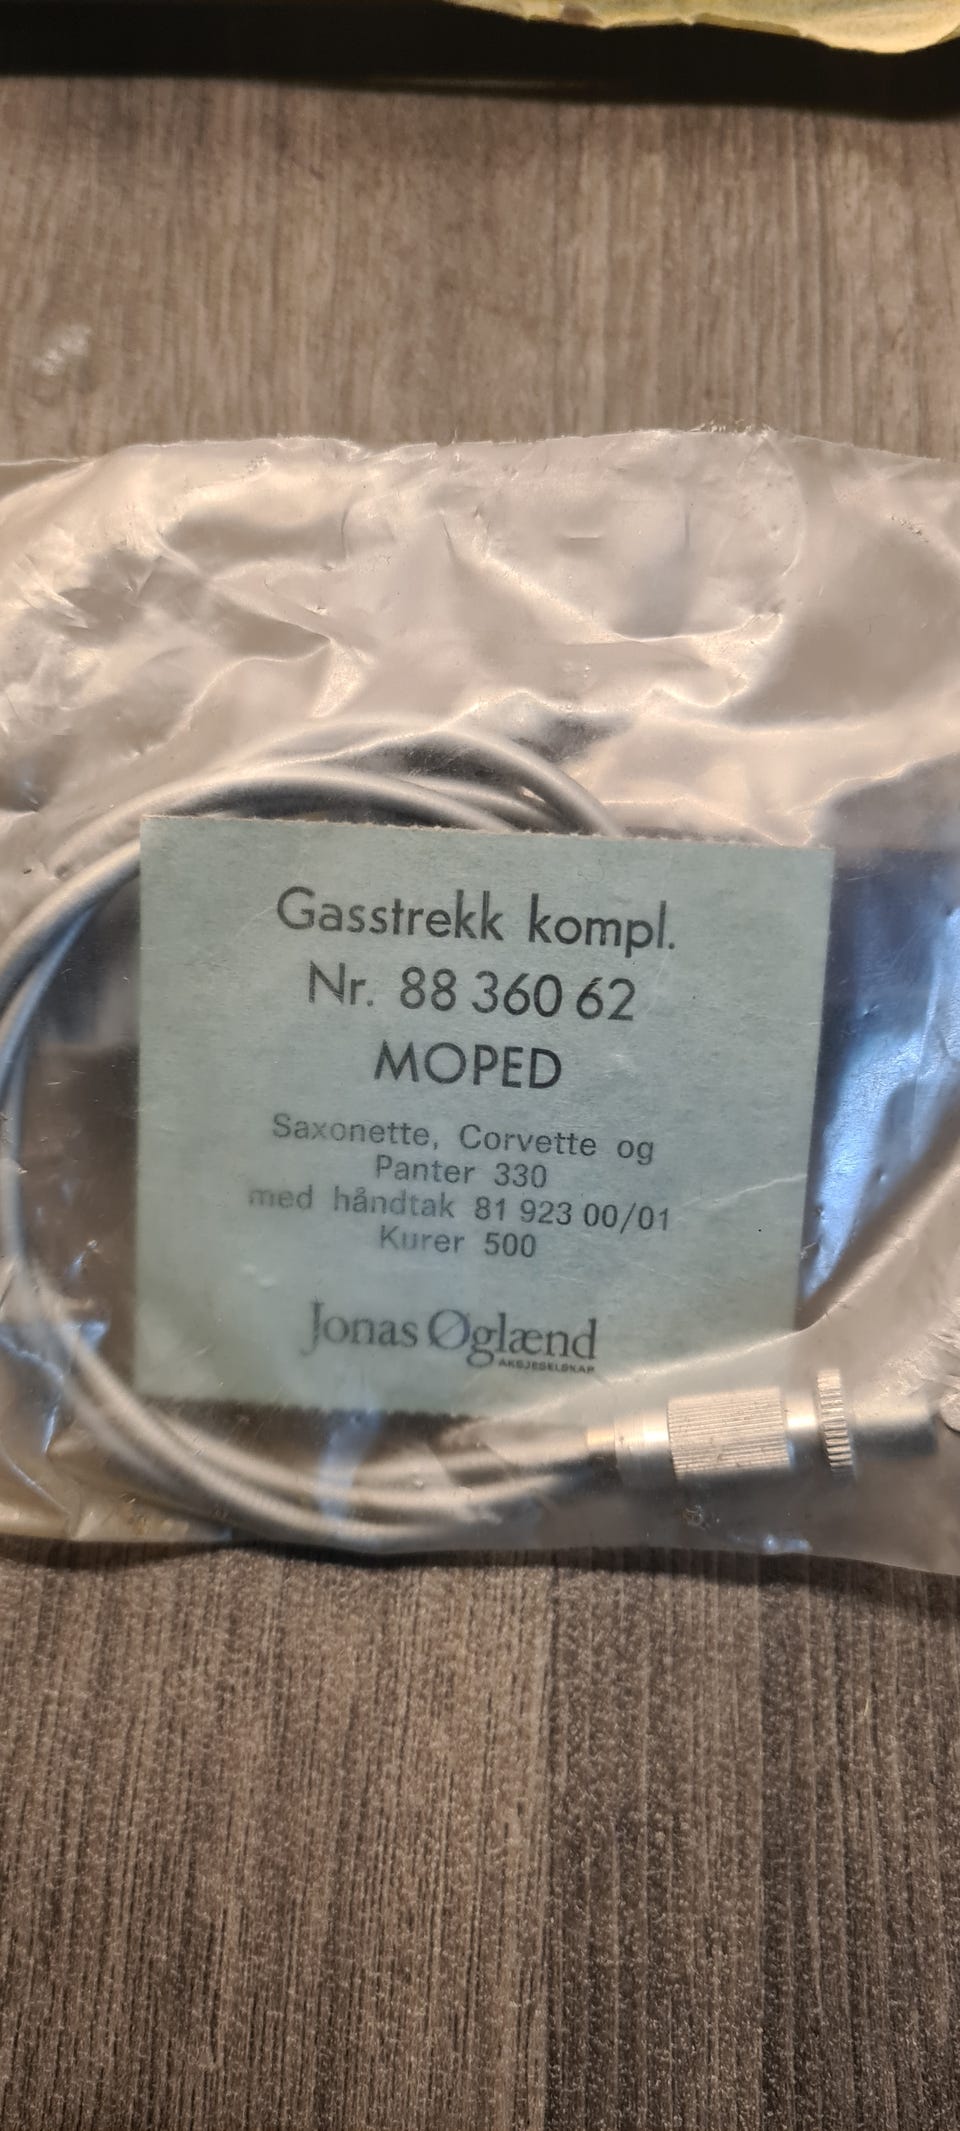 Gasstrekk kompl.
Nr. 88 360 62
MOPED
Saxonette, Corvette og
Panter 330
med håndtak 81 923 00/01
Kurer 500
Jonas Øglænd
AKSJESELSKAP